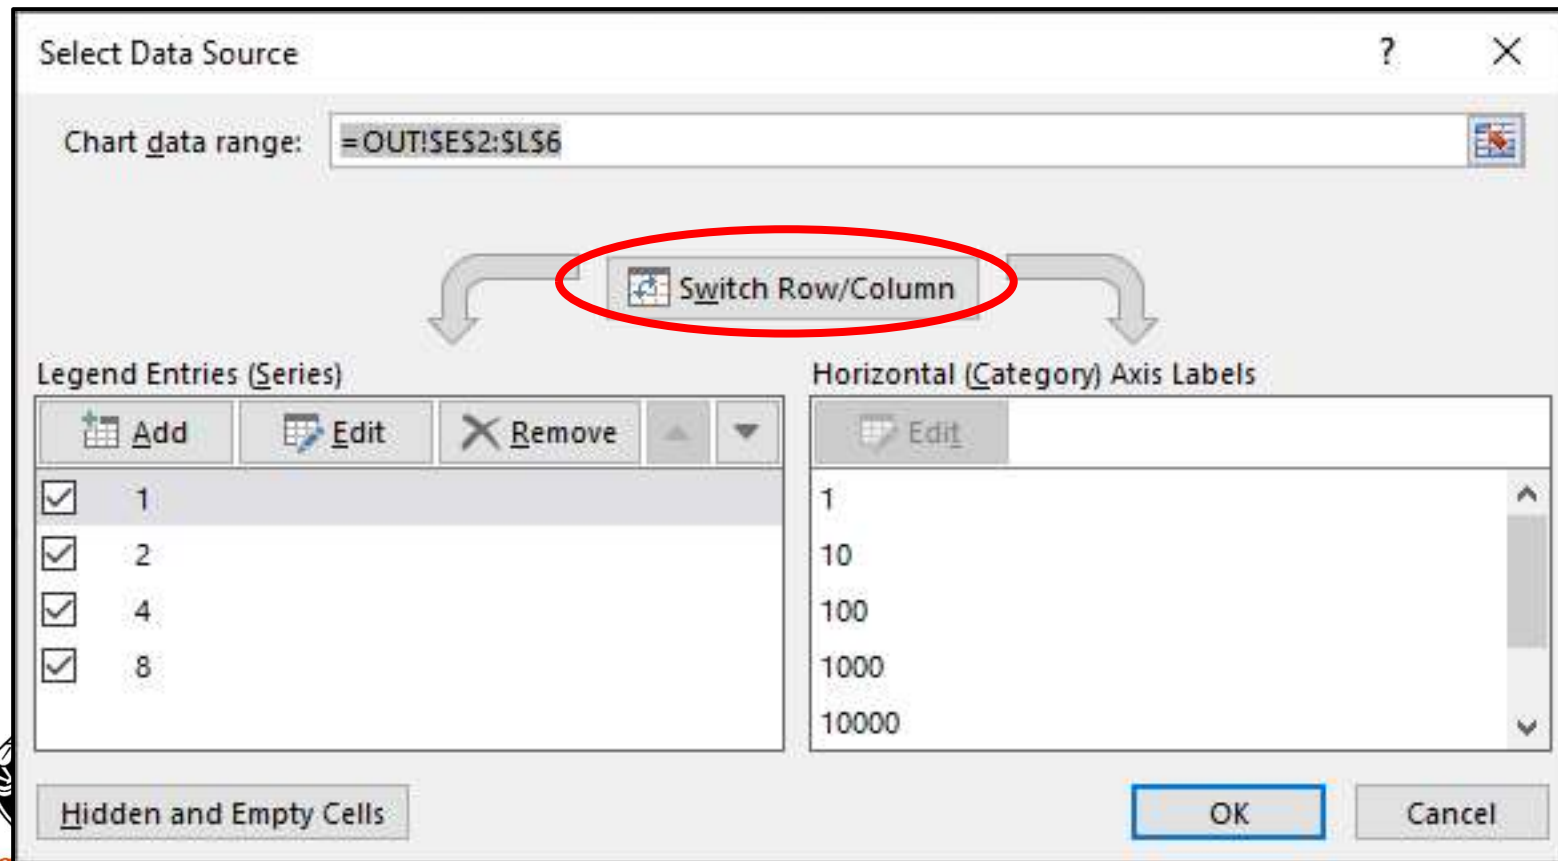 Select Data Source ?
Chart data range: =OUT!$E$2:$L$6
Switch Row/Column
Legend Entries (Series)
Add Edit Remove
1
2
4
8
Horizontal (Category) Axis Labels
Edit
1
10
100
1000
10000
Hidden and Empty Cells
OK Cancel